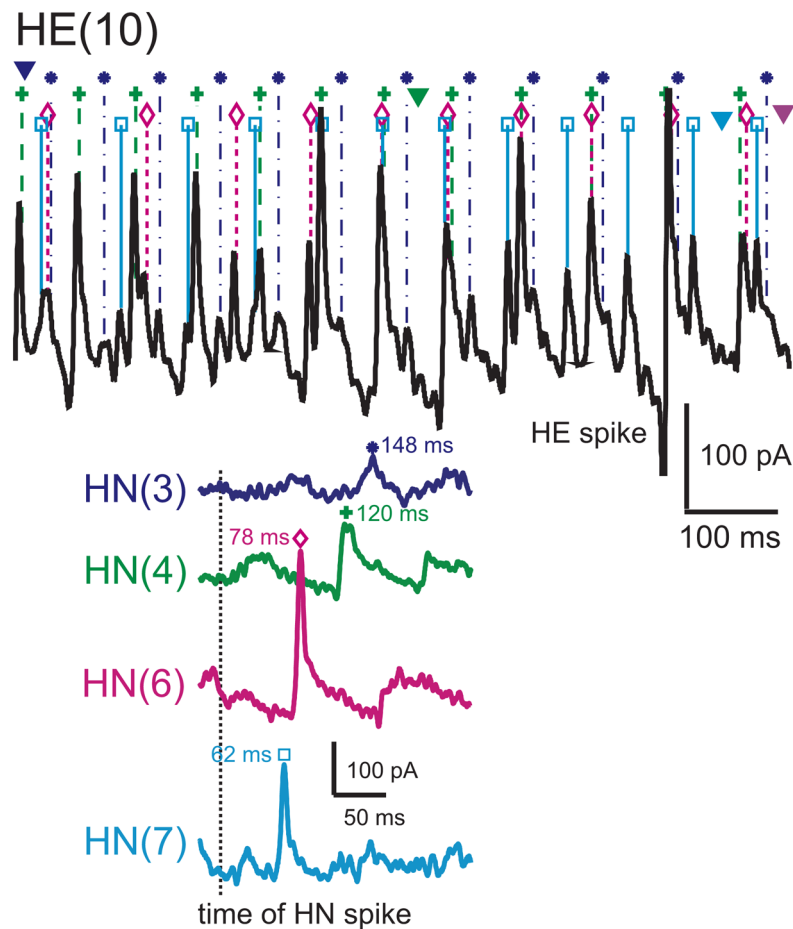 HE(10)
HE spike
100 pA
100 ms
148 ms
HN(3)
120 ms
78 ms
HN(4)
HN(6)
62 ms
100 pA
50 ms
HN(7)
time of HN spike